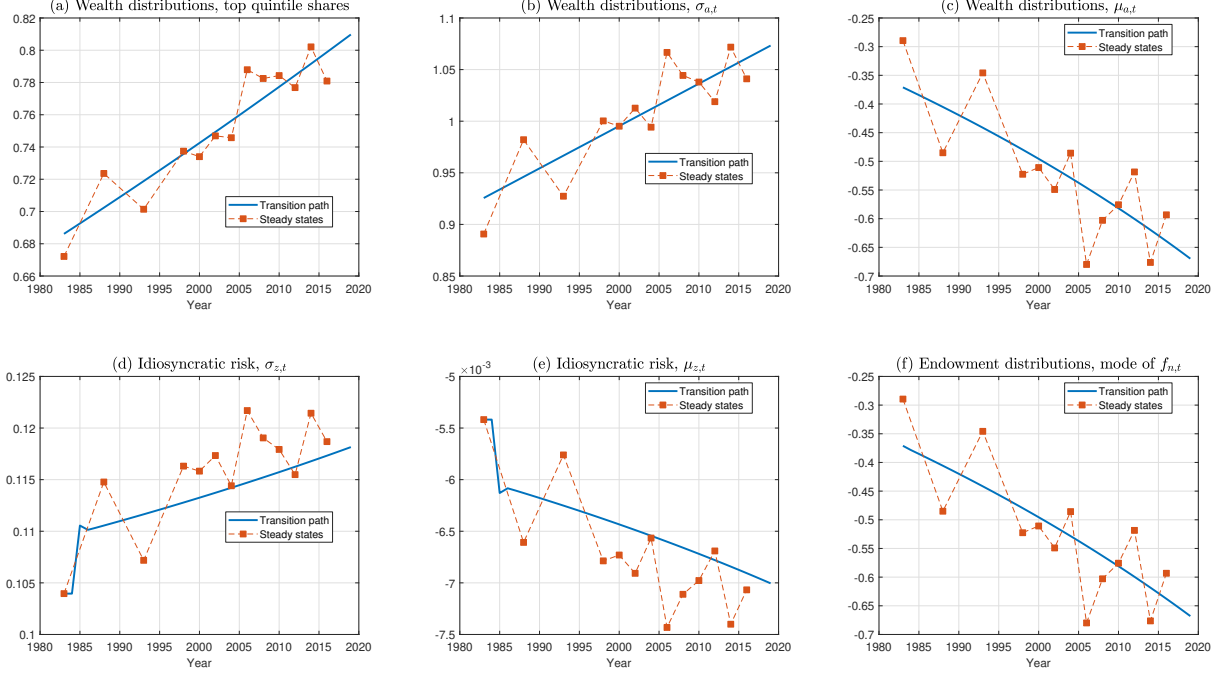 (a) Wealth distributions, top quintile shares
0.82
0.8
0.78
0.76
0.74
0.72
0.7
0.68
0.66
Transition path
Steady states
1980 1985 1990 1995 2000 2005 2010 2015 2020
Year
(b) Wealth distributions, σa,t
1.1
1.05
1
0.95
0.9
0.85
Transition path
Steady states
1980 1985 1990 1995 2000 2005 2010 2015 2020
Year
(c) Wealth distributions, μa,t
-0.25
-0.3
-0.35
-0.4
-0.45
-0.5
-0.55
-0.6
-0.65
-0.7
Transition path
Steady states
1980 1985 1990 1995 2000 2005 2010 2015 2020
Year
(d) Idiosyncratic risk, σz,t
0.125
0.12
0.115
0.11
0.105
0.1
Transition path
Steady states
1980 1985 1990 1995 2000 2005 2010 2015 2020
Year
(e) Idiosyncratic risk, μz,t
×10-3
-5
-5.5
-6
-6.5
-7
-7.5
Transition path
Steady states
1980 1985 1990 1995 2000 2005 2010 2015 2020
Year
(f) Endowment distributions, mode of fn,t
-0.25
-0.3
-0.35
-0.4
-0.45
-0.5
-0.55
-0.6
-0.65
-0.7
Transition path
Steady states
1980 1985 1990 1995 2000 2005 2010 2015 2020
Year